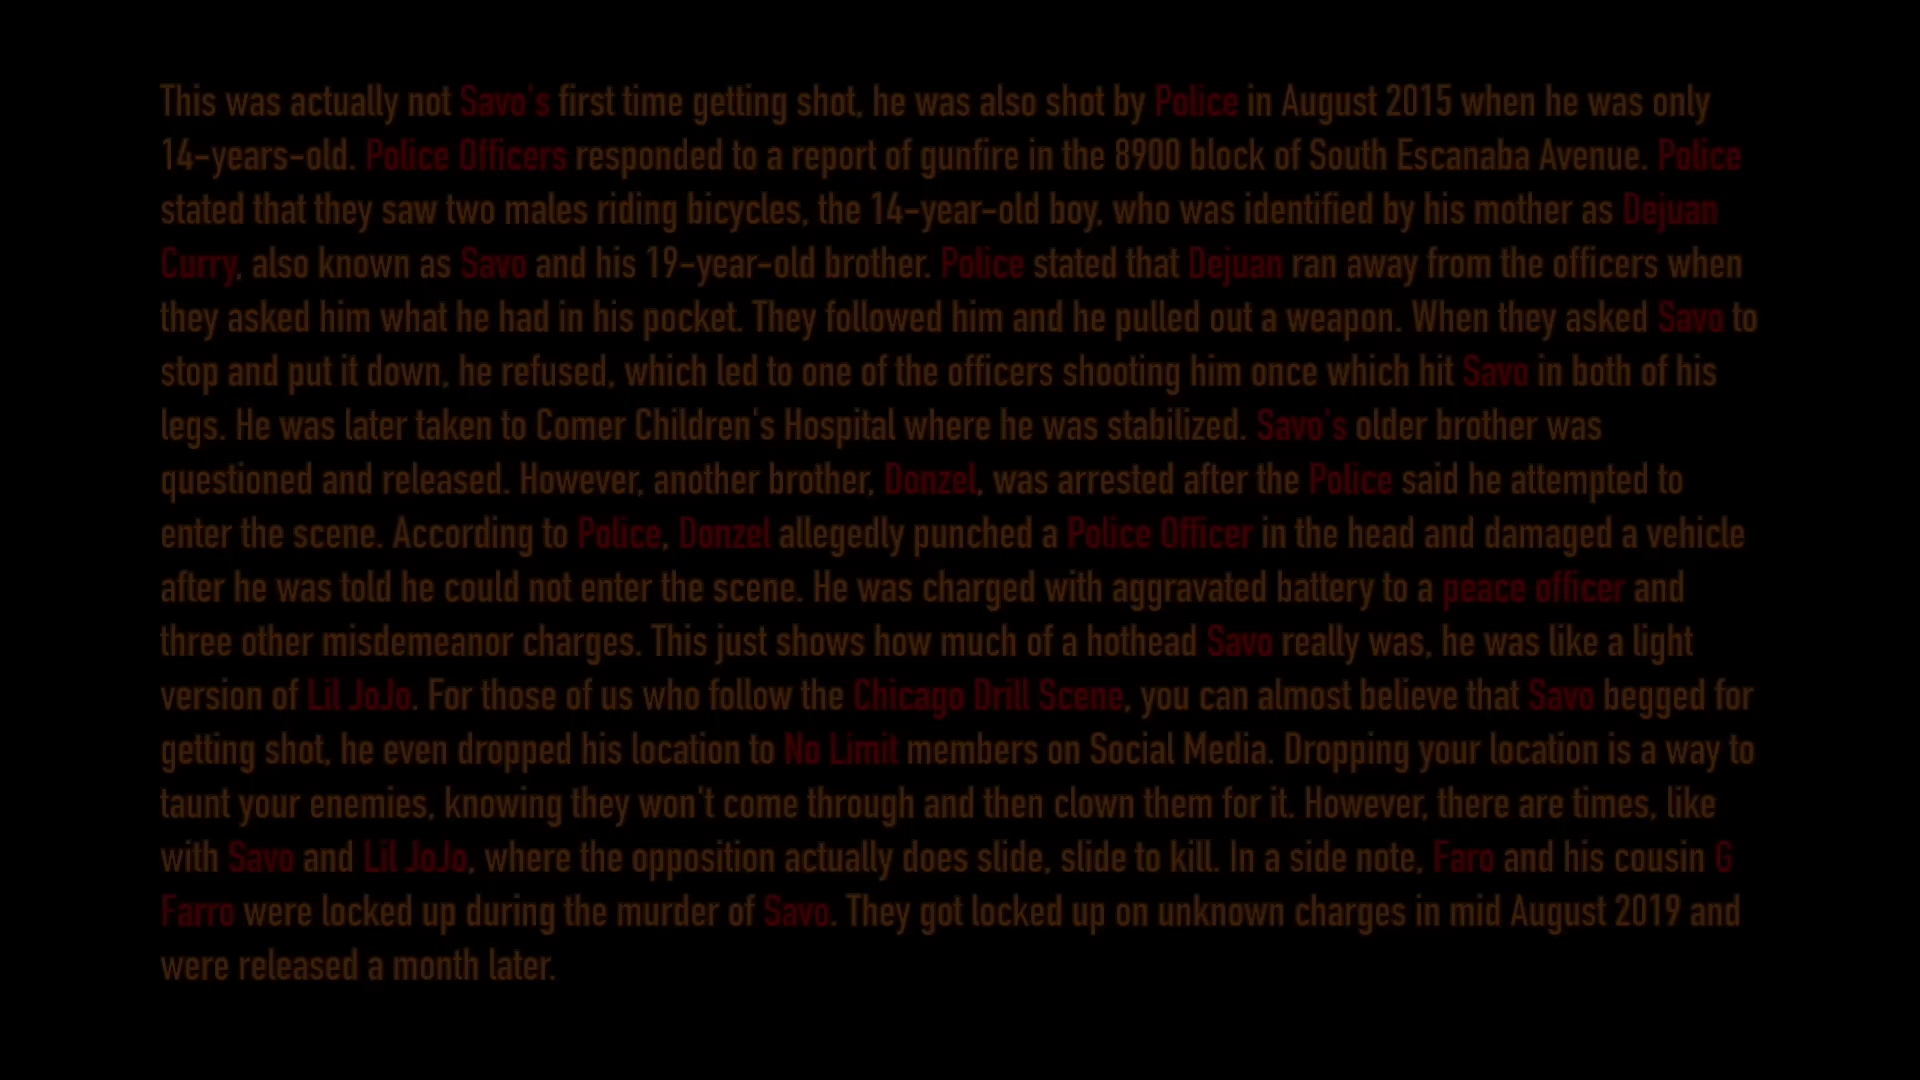 This was actually not Savo's first time getting shot, he was also shot by Police in August 2015 when he was only
14-years-old. Police Officers responded to a report of gunfire in the 8900 block of South Escanaba Avenue. Police
stated that they saw two males riding bicycles, the 14-year-old boy, who was identified by his mother as Dejuan
Curry, also known as Savo and his 19-year-old brother. Police stated that Dejuan ran away from the officers when
they asked him what he had in his pocket. They followed him and he pulled out a weapon. When they asked Savo to
stop and put it down, he refused, which led to one of the officers shooting him once which hit Savo in both of his
legs. He was later taken to Comer Children's Hospital where he was stabilized. Savo's older brother was
questioned and released. However, another brother, Donzel, was arrested after the Police said he attempted to
enter the scene. According to Police, Donzel allegedly punched a Police Officer in the head and damaged a vehicle
after he was told he could not enter the scene. He was charged with aggravated battery to a peace officer and
three other misdemeanor charges. This just shows how much of a hothead Savo really was, he was like a light
version of Lil JoJo. For those of us who follow the Chicago Drill Scene, you can almost believe that Savo begged for
getting shot, he even dropped his location to No Limit members on Social Media. Dropping your location is a way to
taunt your enemies, knowing they won't come through and then clown them for it. However, there are times, like
with Savo and Lil JoJo, where the opposition actually does slide, slide to kill. In a side note, Faro and his cousin G
Farro were locked up during the murder of Savo. They got locked up on unknown charges in mid August 2019 and
were released a month later.